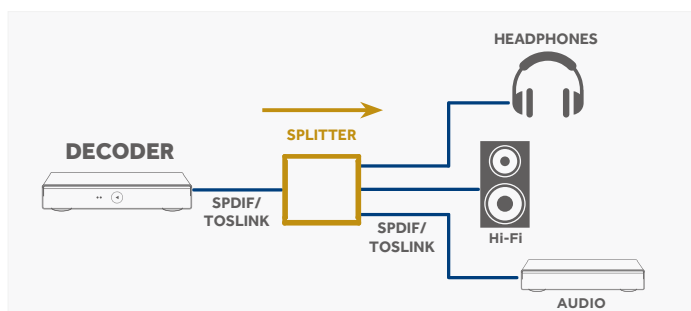 HEADPHONES
SPLITTER
DECODER
SPDIF/
TOSLINK
SPDIF/
TOSLINK
Hi-Fi
AUDIO